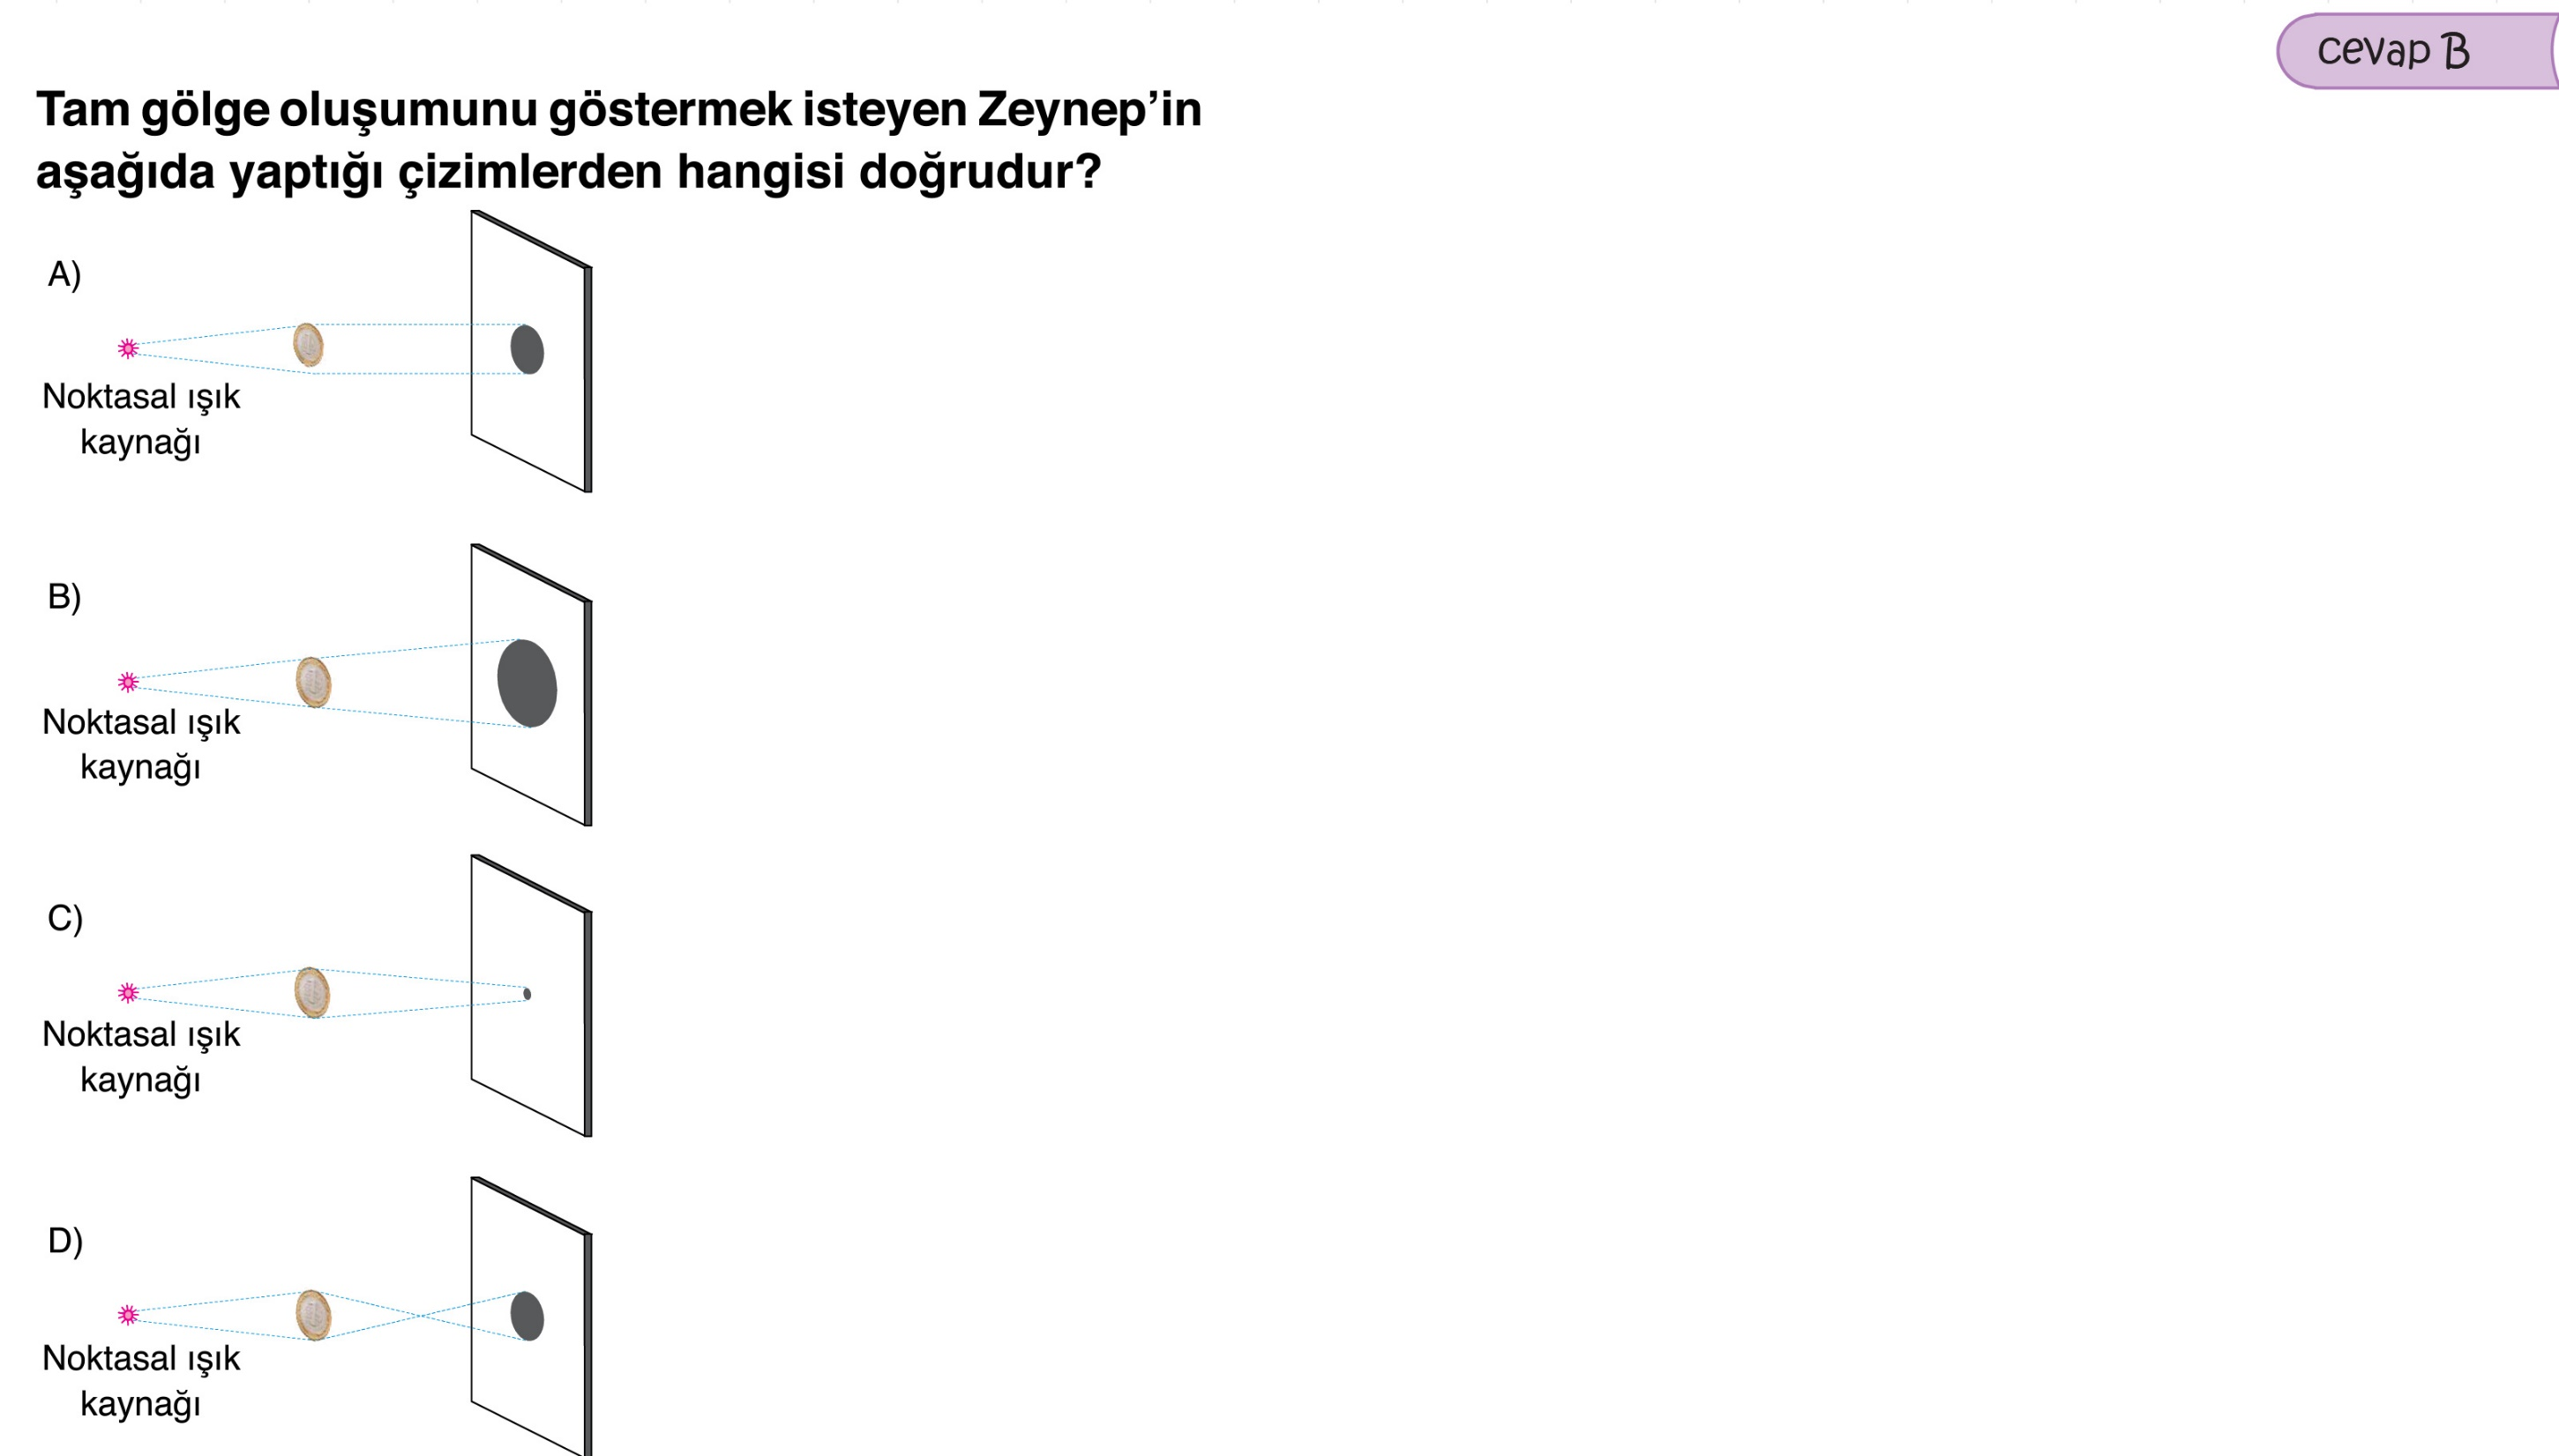 cevap B
Tam gölge oluşumunu göstermek isteyen Zeynep'in
aşağıda yaptığı çizimlerden hangisi doğrudur?
A)
Noktasal ışık
kaynağı
B)
Noktasal ışık
kaynağı
C)
Noktasal ışık
kaynağı
D)
Noktasal ışık
kaynağı